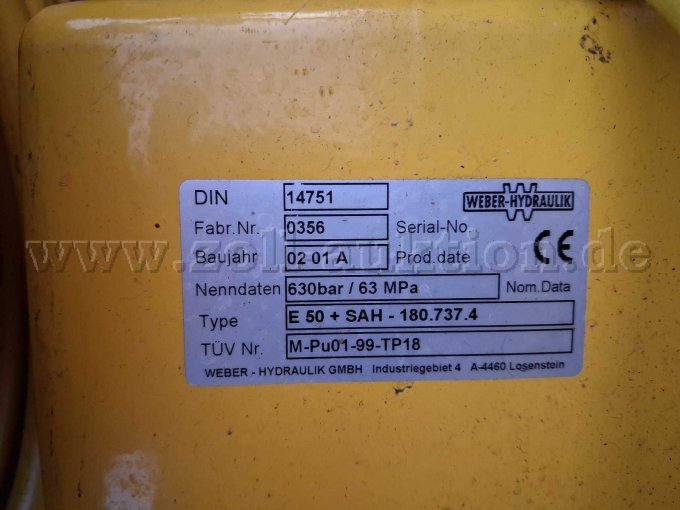 DIN 14751 WEBER-HYDRAULIK
Fabr.Nr. 0356 Serial-No.
Baujahr 02 01 A Prod.date CE
Nenndaten 630bar / 63 MPa Nom.Data
Type E 50 + SAH - 180.737.4
TÜV Nr. M-Pu01-99-TP18
WEBER - HYDRAULIK GMBH Industriegebiet 4 A-4460 Losenstein
www.zoll-auktion.de